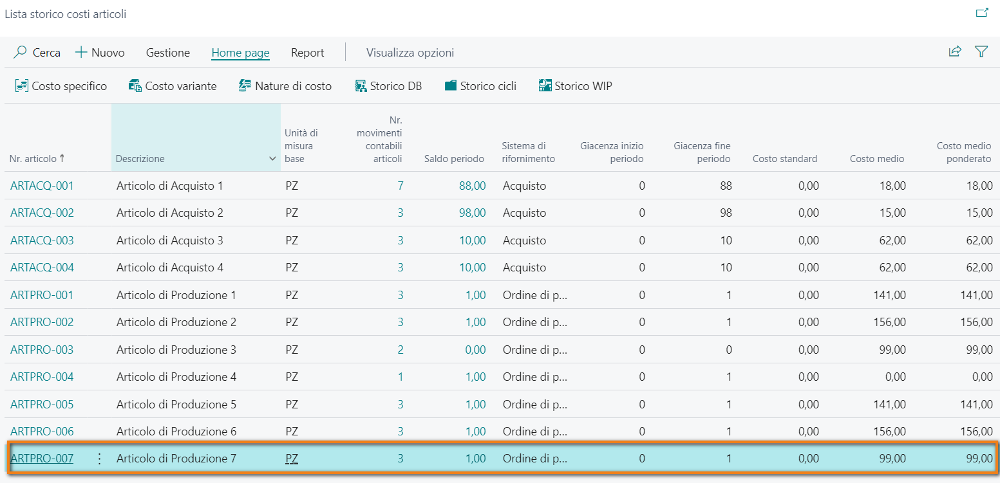 Lista storico costi articoli
Cerca Nuovo Gestione Home page Report Visualizza opzioni
Costo specifico Costo variante Nature di costo Storico DB Storico cicli Storico WIP
Nr. articolo ↑ Descrizione Unità di misura base Nr. movimenti contabili articoli Saldo periodo Sistema di rifornimento Giacenza inizio periodo Giacenza fine periodo Costo standard Costo medio Costo medio ponderato
ARTACQ-001 Articolo di Acquisto 1 PZ 7 88,00 Acquisto 0 88 0,00 18,00 18,00
ARTACQ-002 Articolo di Acquisto 2 PZ 3 98,00 Acquisto 0 98 0,00 15,00 15,00
ARTACQ-003 Articolo di Acquisto 3 PZ 3 10,00 Acquisto 0 10 0,00 62,00 62,00
ARTACQ-004 Articolo di Acquisto 4 PZ 3 10,00 Acquisto 0 10 0,00 62,00 62,00
ARTPRO-001 Articolo di Produzione 1 PZ 3 1,00 Ordine di p... 0 1 0,00 141,00 141,00
ARTPRO-002 Articolo di Produzione 2 PZ 3 1,00 Ordine di p... 0 1 0,00 156,00 156,00
ARTPRO-003 Articolo di Produzione 3 PZ 2 0,00 Ordine di p... 0 0 0,00 99,00 99,00
ARTPRO-004 Articolo di Produzione 4 PZ 1 1,00 Ordine di p... 0 1 0,00 0,00 0,00
ARTPRO-005 Articolo di Produzione 5 PZ 3 1,00 Ordine di p... 0 1 0,00 141,00 141,00
ARTPRO-006 Articolo di Produzione 6 PZ 3 1,00 Ordine di p... 0 1 0,00 156,00 156,00
ARTPRO-007 Articolo di Produzione 7 PZ 3 1,00 Ordine di p... 0 1 0,00 99,00 99,00